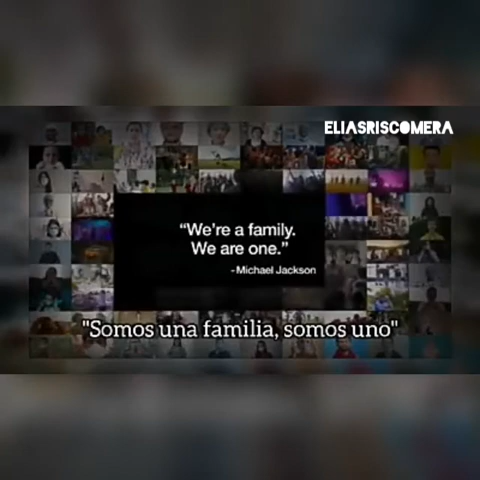 ELIASRISCOMERA
“We're a family.
We are one.”
- Michael Jackson
"Somos una familia, somos uno"